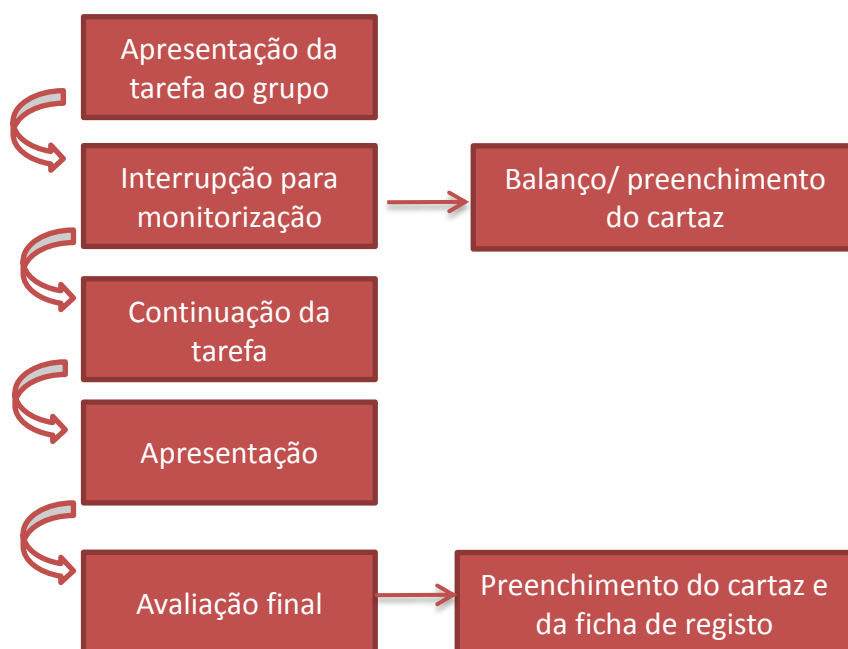 Apresentação da
tarefa ao grupo
Interrupção para
monitorização
Balanço/ preenchimento
do cartaz
Continuação da
tarefa
Apresentação
Avaliação final
Preenchimento do cartaz e
da ficha de registo